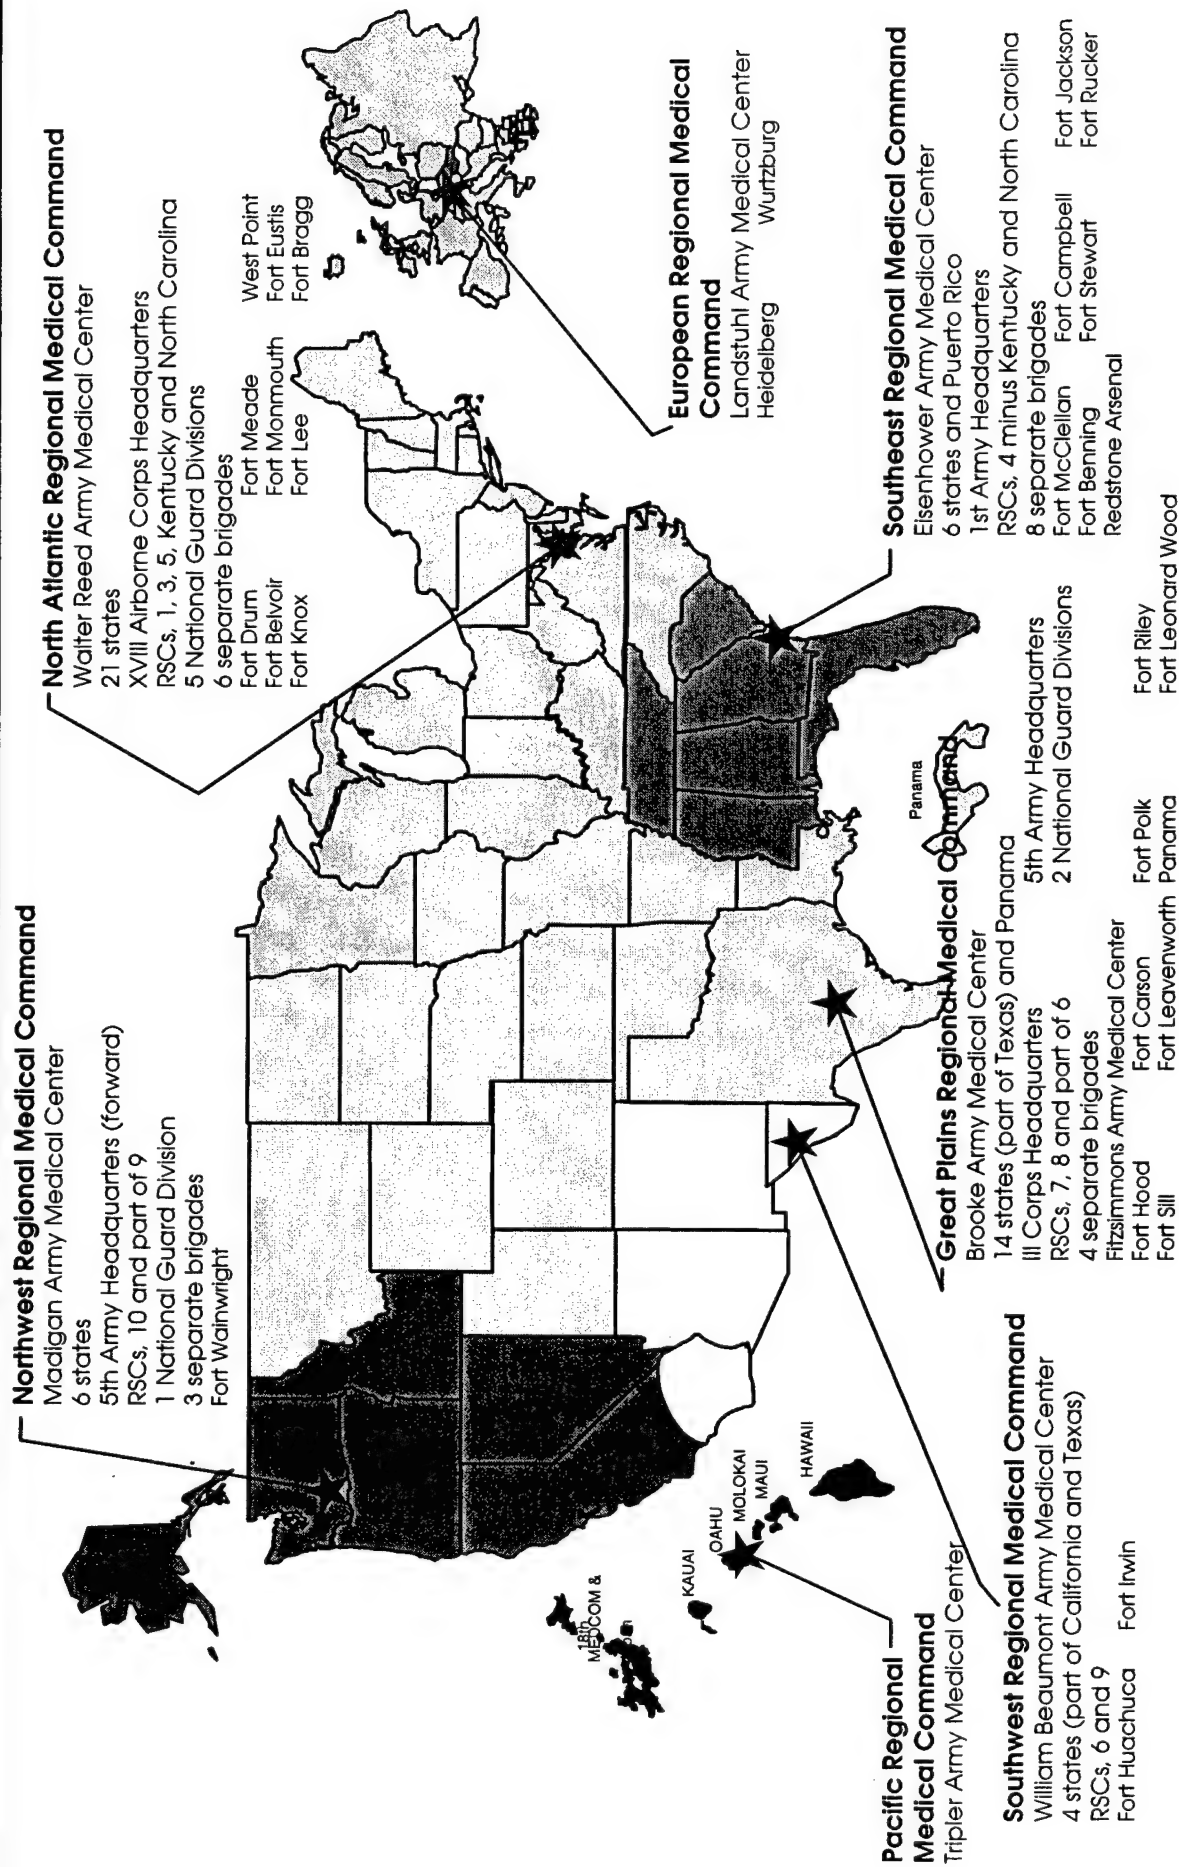 Northwest Regional Medical Command
Madigan Army Medical Center
6 states
5th Army Headquarters (forward)
RSCs, 10 and part of 9
1 National Guard Division
3 separate brigades
Fort Wainwright
North Atlantic Regional Medical Command
Walter Reed Army Medical Center
21 states
XVIII Airborne Corps Headquarters
RSCs, 1, 3, 5, Kentucky and North Carolina
5 National Guard Divisions
6 separate brigades
Fort Drum Fort Meade West Point
Fort Belvoir Fort Monmouth Fort Eustis
Fort Knox Fort Lee Fort Bragg
European Regional Medical
Command
Landstuhl Army Medical Center
Heidelberg Wurtzburg
Southeast Regional Medical Command
Eisenhower Army Medical Center
6 states and Puerto Rico
1st Army Headquarters
RSCs, 4 minus Kentucky and North Carolina
8 separate brigades
Fort McClellan Fort Campbell Fort Jackson
Fort Benning Fort Stewart Fort Rucker
Redstone Arsenal
Panama
Great Plains Regional Medical Command
Brooke Army Medical Center
14 states (part of Texas) and Panama
III Corps Headquarters 5th Army Headquarters
RSCs, 7, 8 and part of 6 2 National Guard Divisions
4 separate brigades
Fitzsimmons Army Medical Center
Fort Hood Fort Carson Fort Polk Fort Riley
Fort Sill Fort Leavenworth Panama Fort Leonard Wood
18th
MEDCOM &
KAUAI
OAHU
MOLOKAI
MAUI
HAWAII
Pacific Regional
Medical Command
Tripler Army Medical Center
Southwest Regional Medical Command
William Beaumont Army Medical Center
4 states (part of California and Texas)
RSCs, 6 and 9
Fort Huachuca Fort Irwin